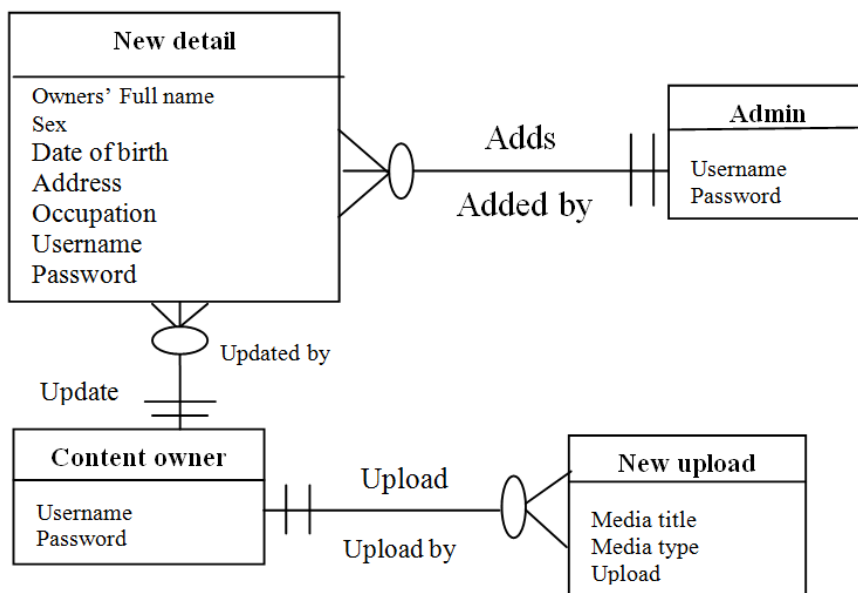 New detail
Owners’ Full name
Sex
Date of birth
Address
Occupation
Username
Password
Adds
Added by
Admin
Username
Password
Updated by
Update
Content owner
Username
Password
Upload
Upload by
New upload
Media title
Media type
Upload